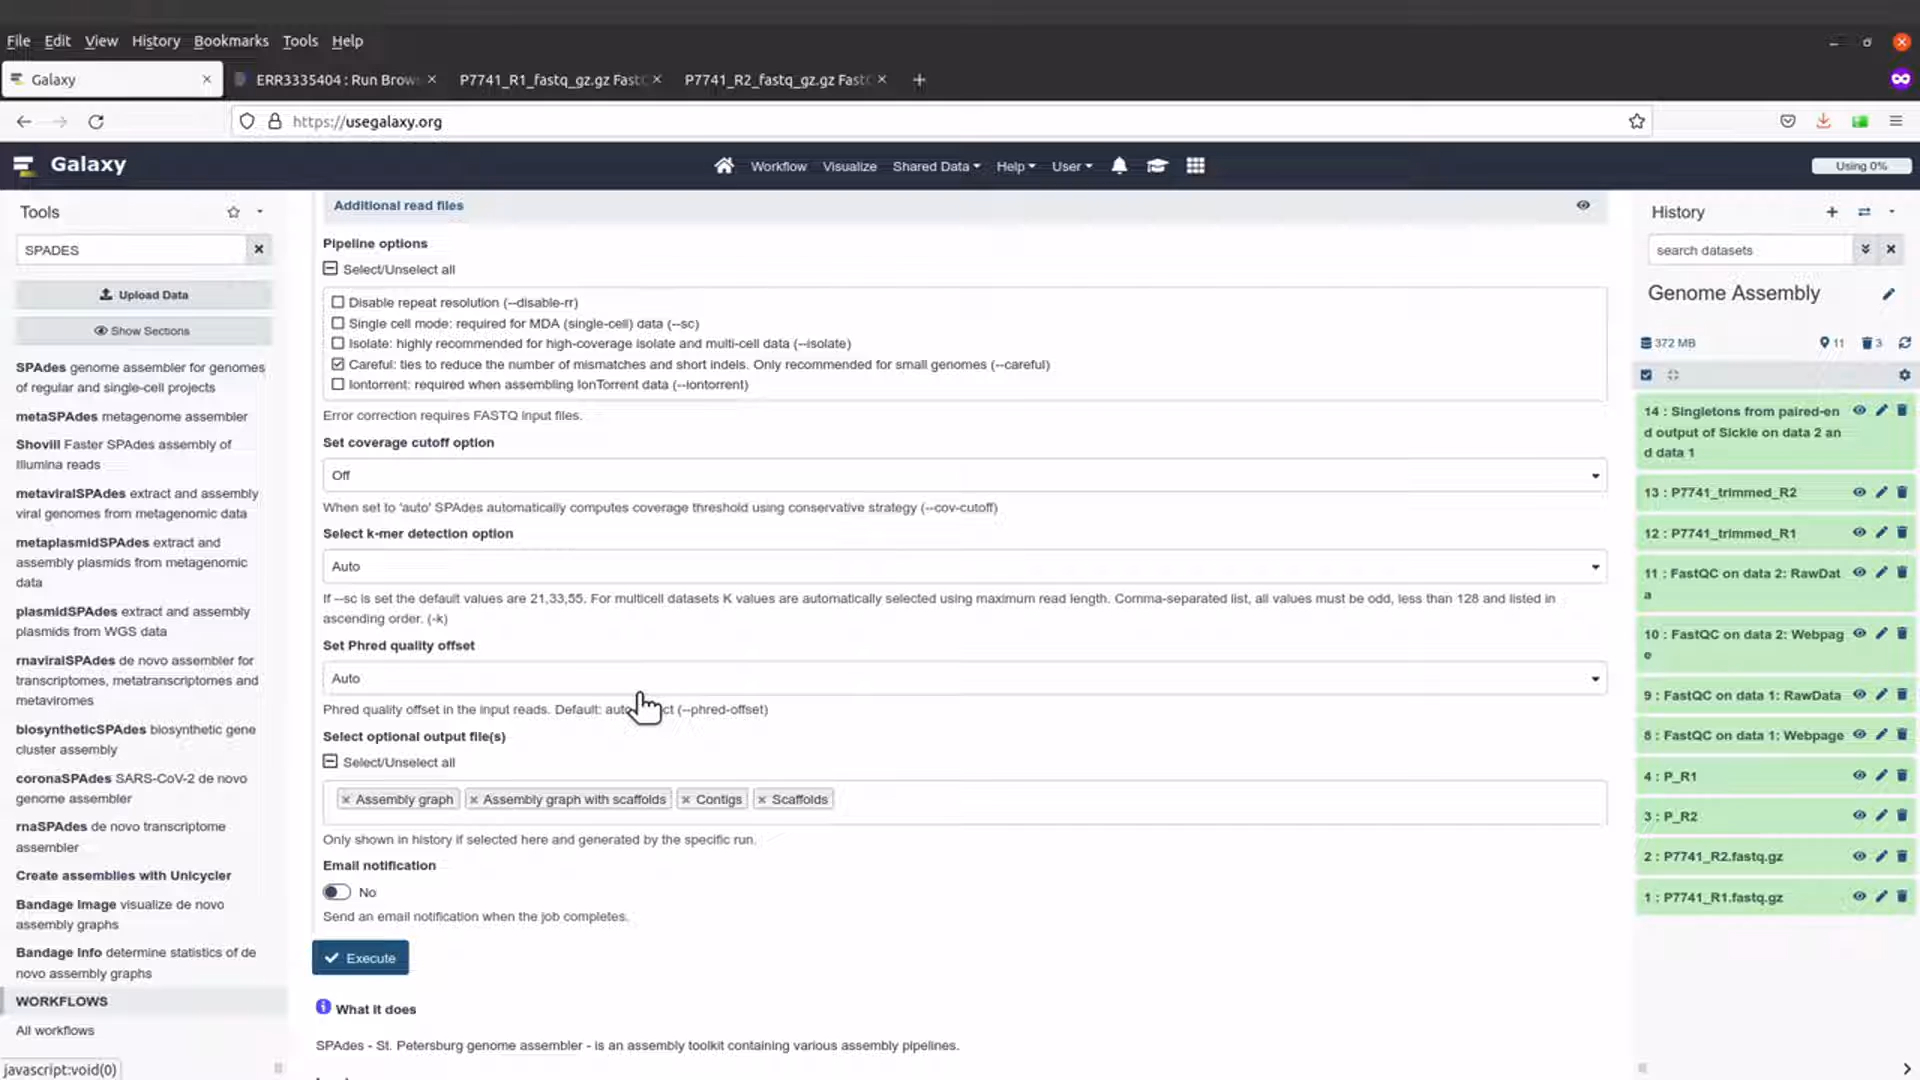 File Edit View History Bookmarks Tools Help
Galaxy
ERR3335404 : Run Brow
P7741_R1_fastq_gz.gz Fast
P7741_R2_fastq_gz.gz Fast
https://usegalaxy.org
Galaxy
Workflow Visualize Shared Data Help User
Using 0%
Tools
SPADES
Upload Data
Show Sections
SPAdes genome assembler for genomes
of regular and single-cell projects
metaSPAdes metagenome assembler
Shovill Faster SPAdes assembly of
Illumina reads
metaviralSPAdes extract and assembly
viral genomes from metagenomic data
metaplasmidSPAdes extract and
assembly plasmids from metagenomic
data
plasmidSPAdes extract and assembly
plasmids from WGS data
rnaviralSPAdes de novo assembler for
transcriptomes, metatranscriptomes and
metaviromes
biosyntheticSPAdes biosynthetic gene
cluster assembly
coronaSPAdes SARS-CoV-2 de novo
genome assembler
rnaSPAdes de novo transcriptome
assembler
Create assemblies with Unicycler
Bandage Image visualize de novo
assembly graphs
Bandage Info determine statistics of de
novo assembly graphs
WORKFLOWS
All workflows
javascript:void(0)
Additional read files
Pipeline options
Select/Unselect all
Disable repeat resolution (--disable-rr)
Single cell mode: required for MDA (single-cell) data (--sc)
Isolate: highly recommended for high-coverage isolate and multi-cell data (--isolate)
Careful: ties to reduce the number of mismatches and short indels. Only recommended for small genomes (--careful)
Iontorrent: required when assembling IonTorrent data (--iontorrent)
Error correction requires FASTQ input files.
Set coverage cutoff option
Off
When set to 'auto' SPAdes automatically computes coverage threshold using conservative strategy (--cov-cutoff)
Select k-mer detection option
Auto
If --sc is set the default values are 21,33,55. For multicell datasets K values are automatically selected using maximum read length. Comma-separated list, all values must be odd, less than 128 and listed in
ascending order. (-k)
Set Phred quality offset
Auto
Phred quality offset in the input reads. Default: (--phred-offset)
Select optional output file(s)
Select/Unselect all
Assembly graph
Assembly graph with scaffolds
Contigs
Scaffolds
Only shown in history if selected here and generated by the specific run.
Email notification
No
Send an email notification when the job completes.
Execute
What it does
SPAdes - St. Petersburg genome assembler - is an assembly toolkit containing various assembly pipelines.
History
search datasets
Genome Assembly
372 MB
11
3
14 : Singletons from paired-en
d output of Sickle on data 2 an
d data 1
13 : P7741_trimmed_R2
12 : P7741_trimmed_R1
11 : FastQC on data 2: RawDat
a
10 : FastQC on data 2: Webpag
e
9 : FastQC on data 1: RawData
8 : FastQC on data 1: Webpage
4 : P_R1
3 : P_R2
2 : P7741_R2.fastq.gz
1 : P7741_R1.fastq.gz